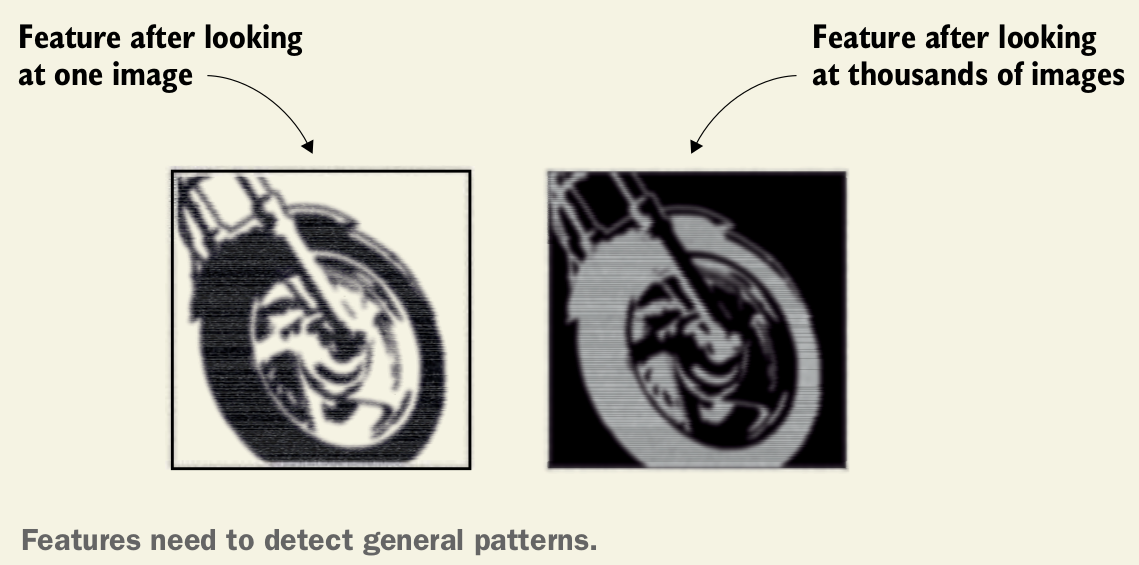 Feature after looking
at one image
Feature after looking
at thousands of images
Features need to detect general patterns.